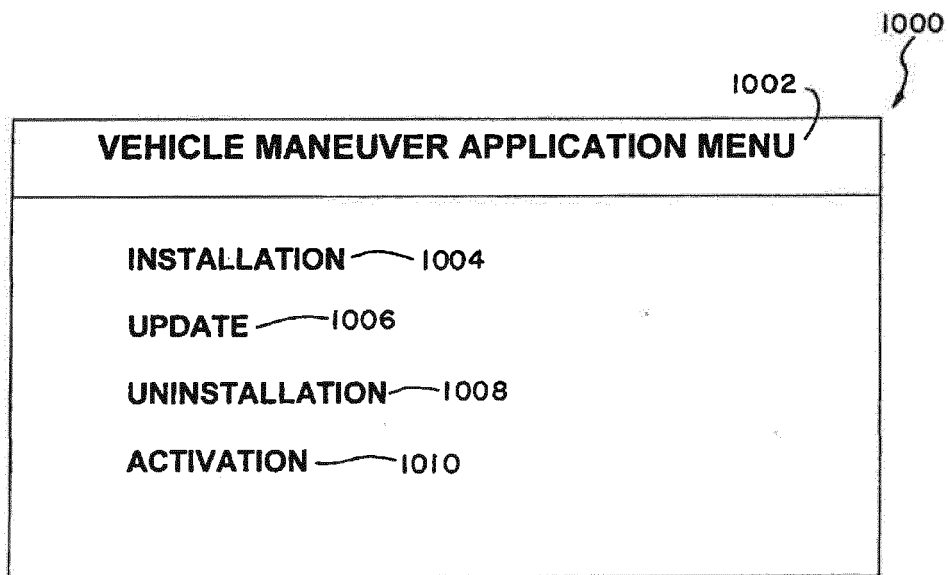 1000
1002
VEHICLE MANEUVER APPLICATION MENU
INSTALLATION 1004
UPDATE 1006
UNINSTALLATION 1008
ACTIVATION 1010